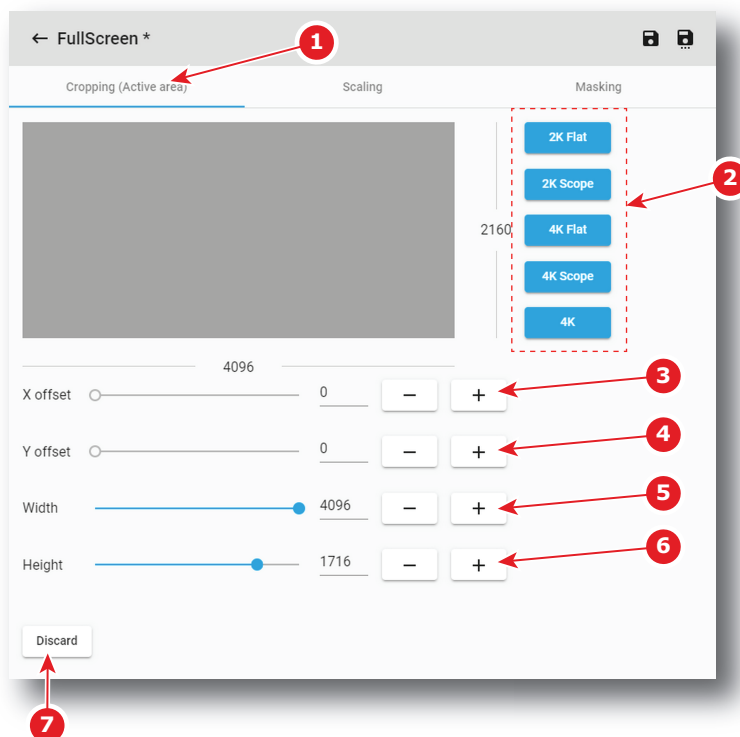 FullScreen *
1
Cropping (Active area)
Scaling
Masking
2K Flat
2K Scope
2
2160
4K Flat
4K Scope
4K
4096
3
X offset
0
−
+
4
Y offset
0
−
+
5
Width
4096
−
+
6
Height
1716
−
+
Discard
7